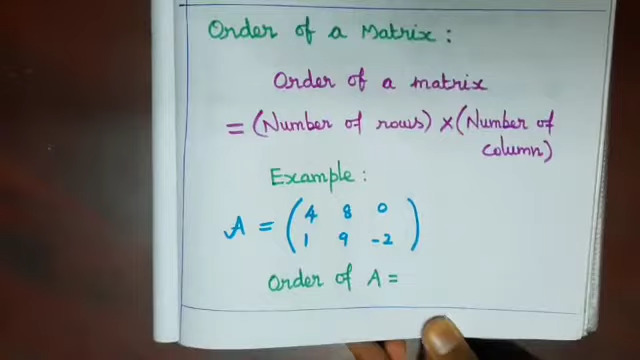 Order of a Matrix:
Order of a matrix
= (Number of rows) × (Number of
column)
Example:
A = ( 4 8 0
1 9 -2 )
Order of A =